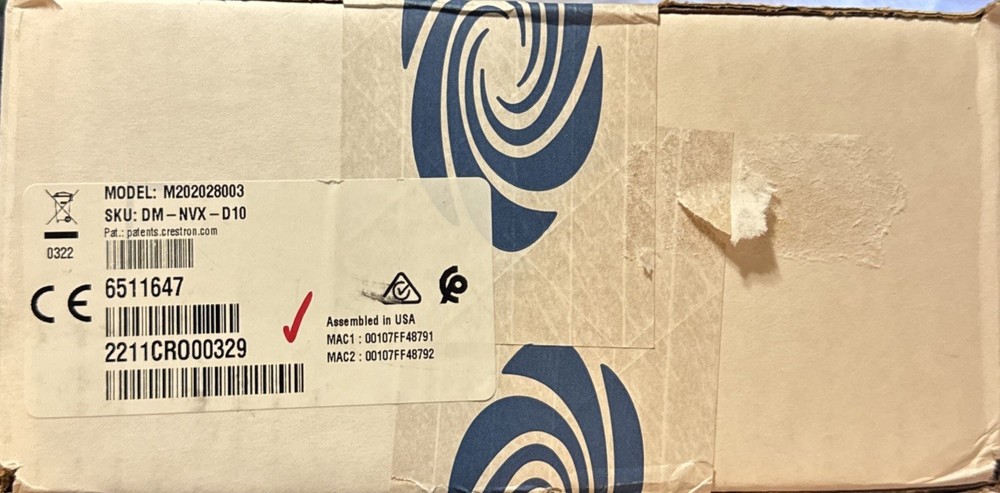 MODEL: M202028003
SKU: DM-NVX-D10
Pat.: patents.crestron.com
0322
CE
6511647
2211CRO00329
Assembled in USA
MAC1 : 00107FF48791
MAC2 : 00107FF48792